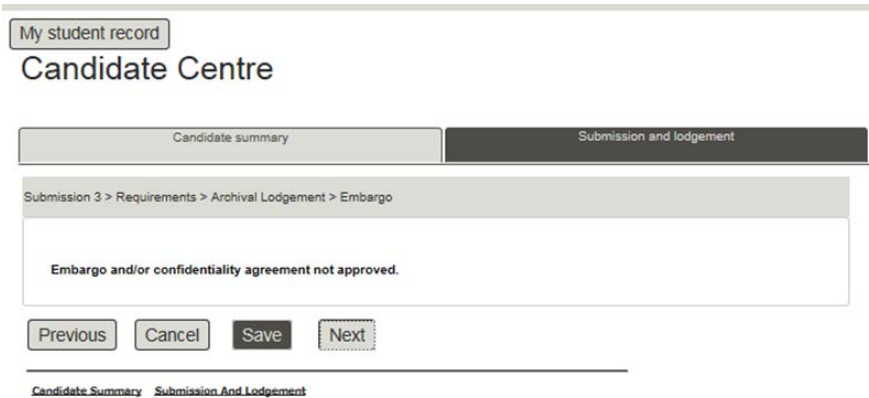 My student record
Candidate Centre
Candidate summary Submission and lodgement
Submission 3 > Requirements > Archival Lodgement > Embargo
Embargo and/or confidentiality agreement not approved.
Previous Cancel Save Next
Candidate Summary Submission And Lodgement